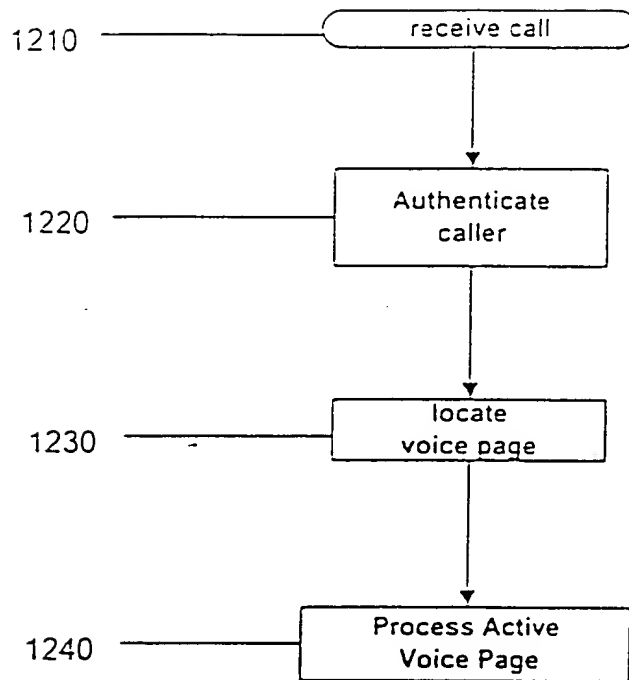 1210
receive call
1220
Authenticate
caller
1230
locate
voice page
1240
Process Active
Voice Page